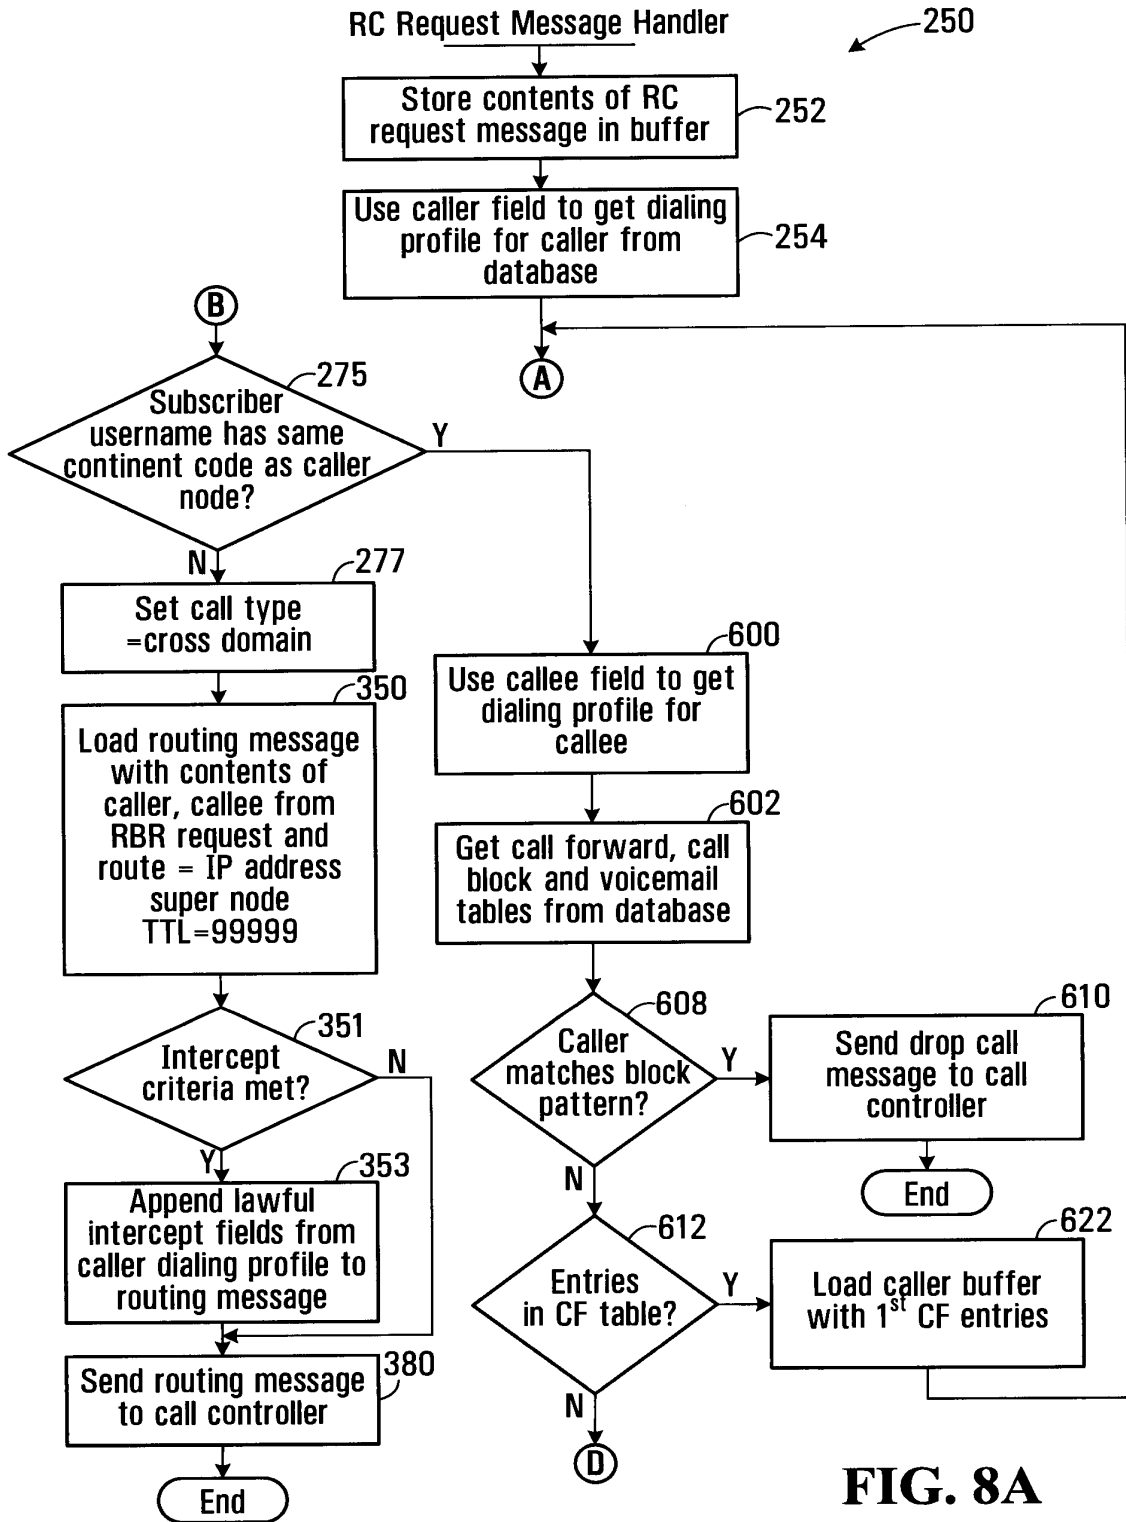 RC Request Message Handler
250
Store contents of RC
request message in buffer
252
Use caller field to get dialing
profile for caller from
database
254
B
A
275
Subscriber
username has same
continent code as caller
node?
Y
N
277
Set call type
=cross domain
350
Load routing message
with contents of
caller, callee from
RBR request and
route = IP address
super node
TTL=99999
351
Intercept
criteria met?
N
Y
353
Append lawful
intercept fields from
caller dialing profile to
routing message
380
Send routing message
to call controller
End
600
Use callee field to get
dialing profile for
callee
602
Get call forward, call
block and voicemail
tables from database
608
Caller
matches block
pattern?
Y
N
610
Send drop call
message to call
controller
End
612
Entries
in CF table?
Y
N
622
Load caller buffer
with 1st CF entries
D
FIG. 8A